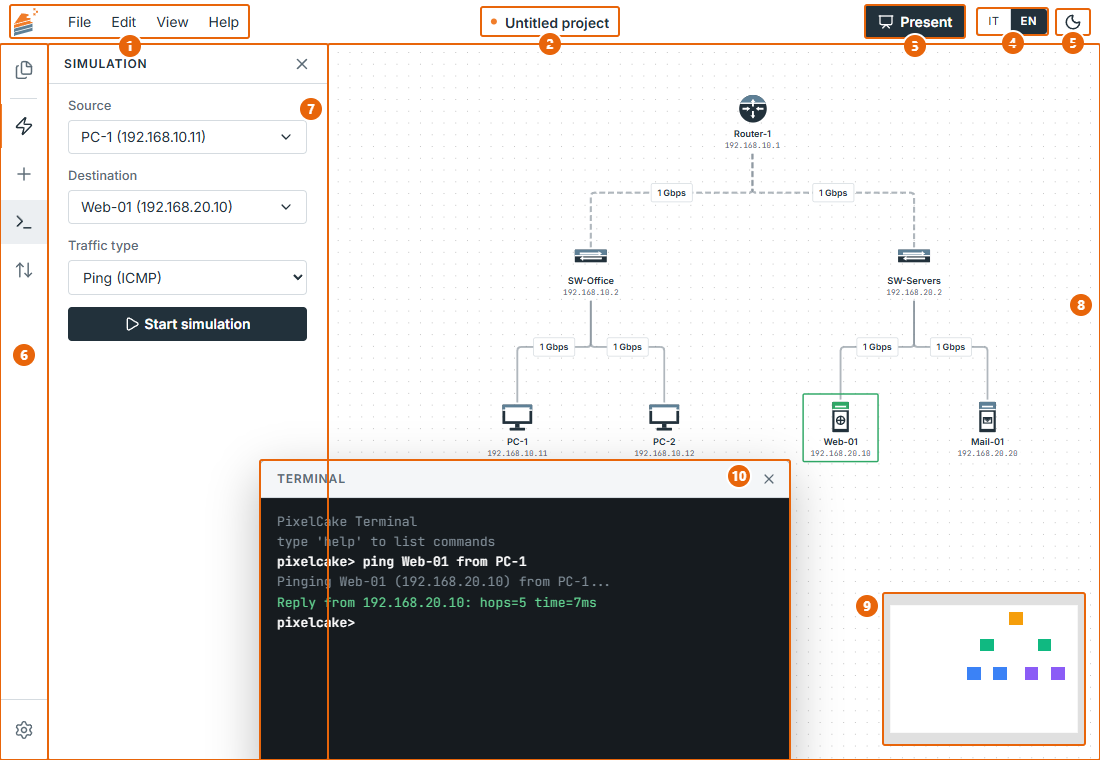 File Edit View Help
Untitled project
Present
IT EN
1
2
3
4
5
SIMULATION
7
Source
PC-1 (192.168.10.11)
Destination
Web-01 (192.168.20.10)
Traffic type
Ping (ICMP)
Start simulation
6
Router-1
192.168.10.1
1 Gbps
1 Gbps
SW-Office
192.168.10.2
SW-Servers
192.168.20.2
8
1 Gbps
1 Gbps
1 Gbps
1 Gbps
PC-1
192.168.10.11
PC-2
192.168.10.12
Web-01
192.168.20.10
Mail-01
192.168.20.20
TERMINAL
10
PixelCake Terminal
type 'help' to list commands
pixelcake> ping Web-01 from PC-1
Pinging Web-01 (192.168.20.10) from PC-1...
Reply from 192.168.20.10: hops=5 time=7ms
pixelcake>
9